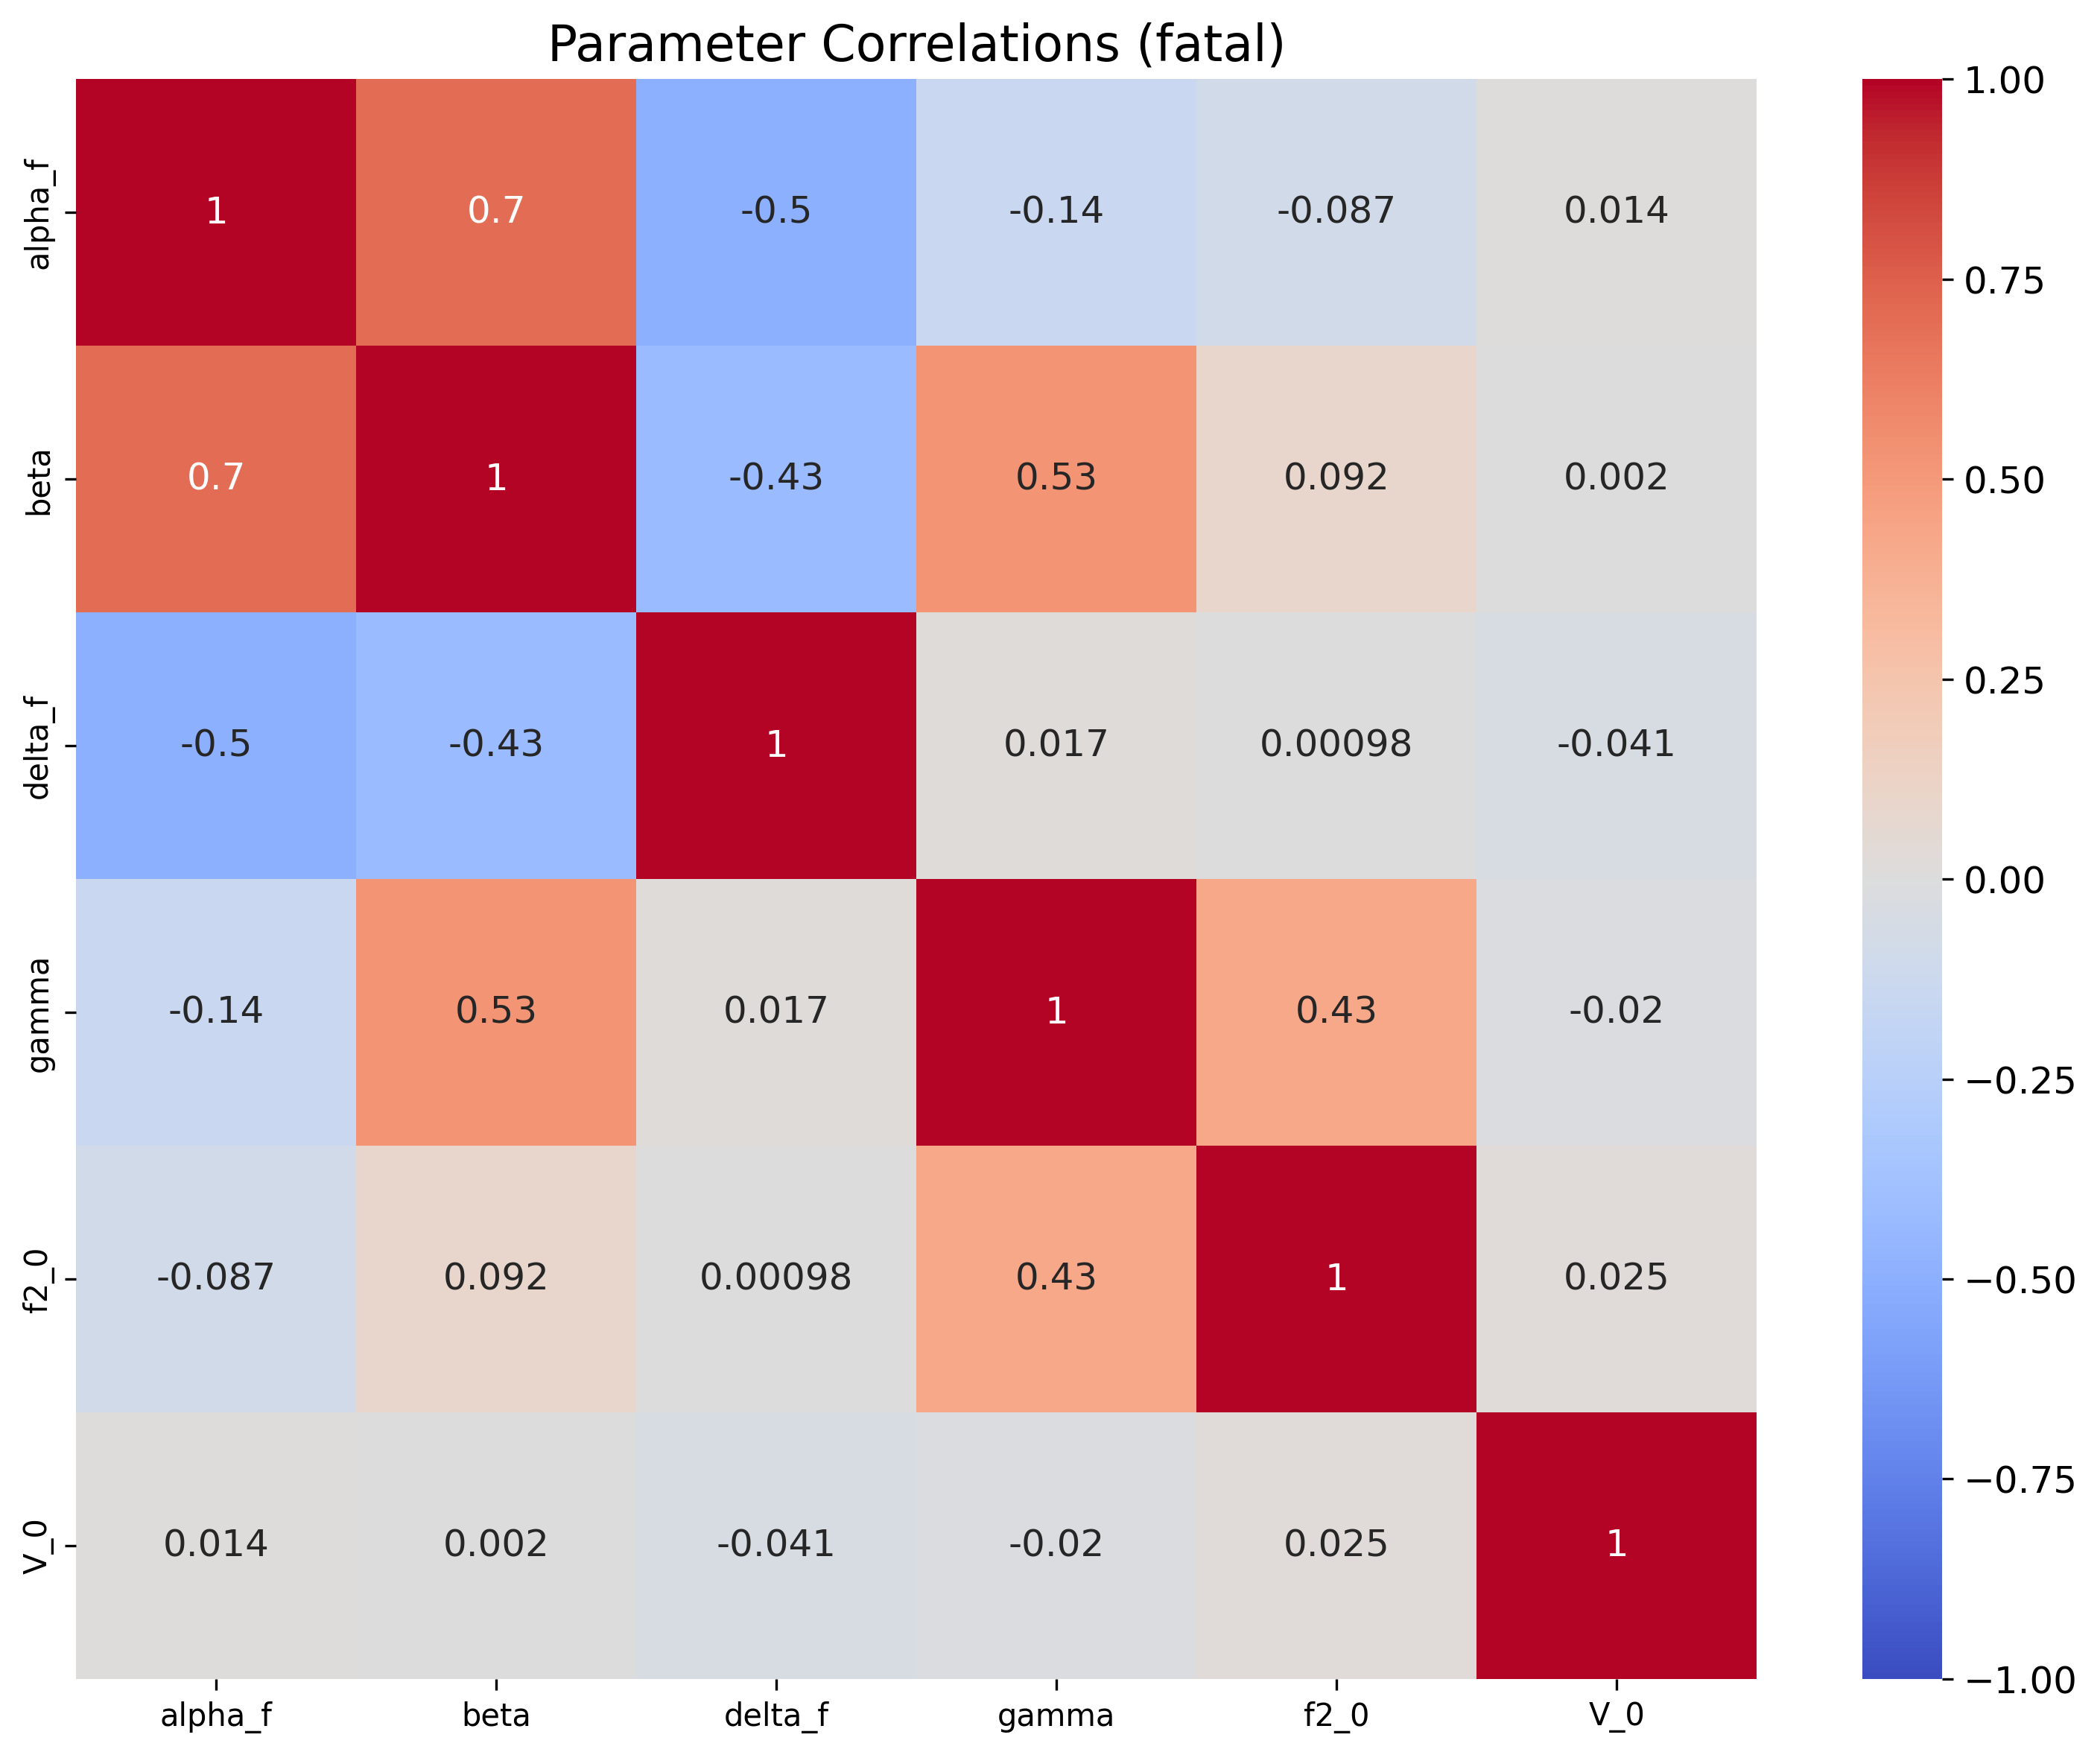 Parameter Correlations (fatal)
alpha_f 1 0.7 -0.5 -0.14 -0.087 0.014
beta 0.7 1 -0.43 0.53 0.092 0.002
delta_f -0.5 -0.43 1 0.017 0.00098 -0.041
gamma -0.14 0.53 0.017 1 0.43 -0.02
f2_0 -0.087 0.092 0.00098 0.43 1 0.025
V_0 0.014 0.002 -0.041 -0.02 0.025 1
alpha_f beta delta_f gamma f2_0 V_0
1.00
0.75
0.50
0.25
0.00
−0.25
−0.50
−0.75
−1.00